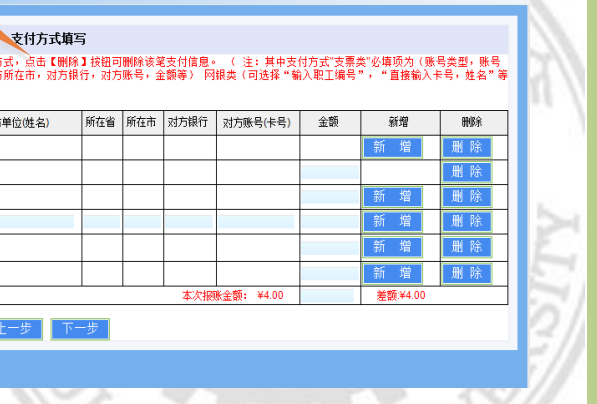 支付方式填写
式，点击【删除】按钮可删除该笔支付信息。 （ 注：其中支付方式"支票类"必填项为（账号类型，账号
所在市，对方银行，对方账号，金额等） 网银类（可选择“输入职工编号”，“直接输入卡号，姓名”等
单位(姓名) 所在省 所在市 对方银行 对方账号(卡号) 金额 新增 删除
新 增 删 除
删 除
新 增 删 除
新 增 删 除
新 增 删 除
新 增 删 除
本次报账金额： ¥4.00 差额:¥4.00
上一步 下一步